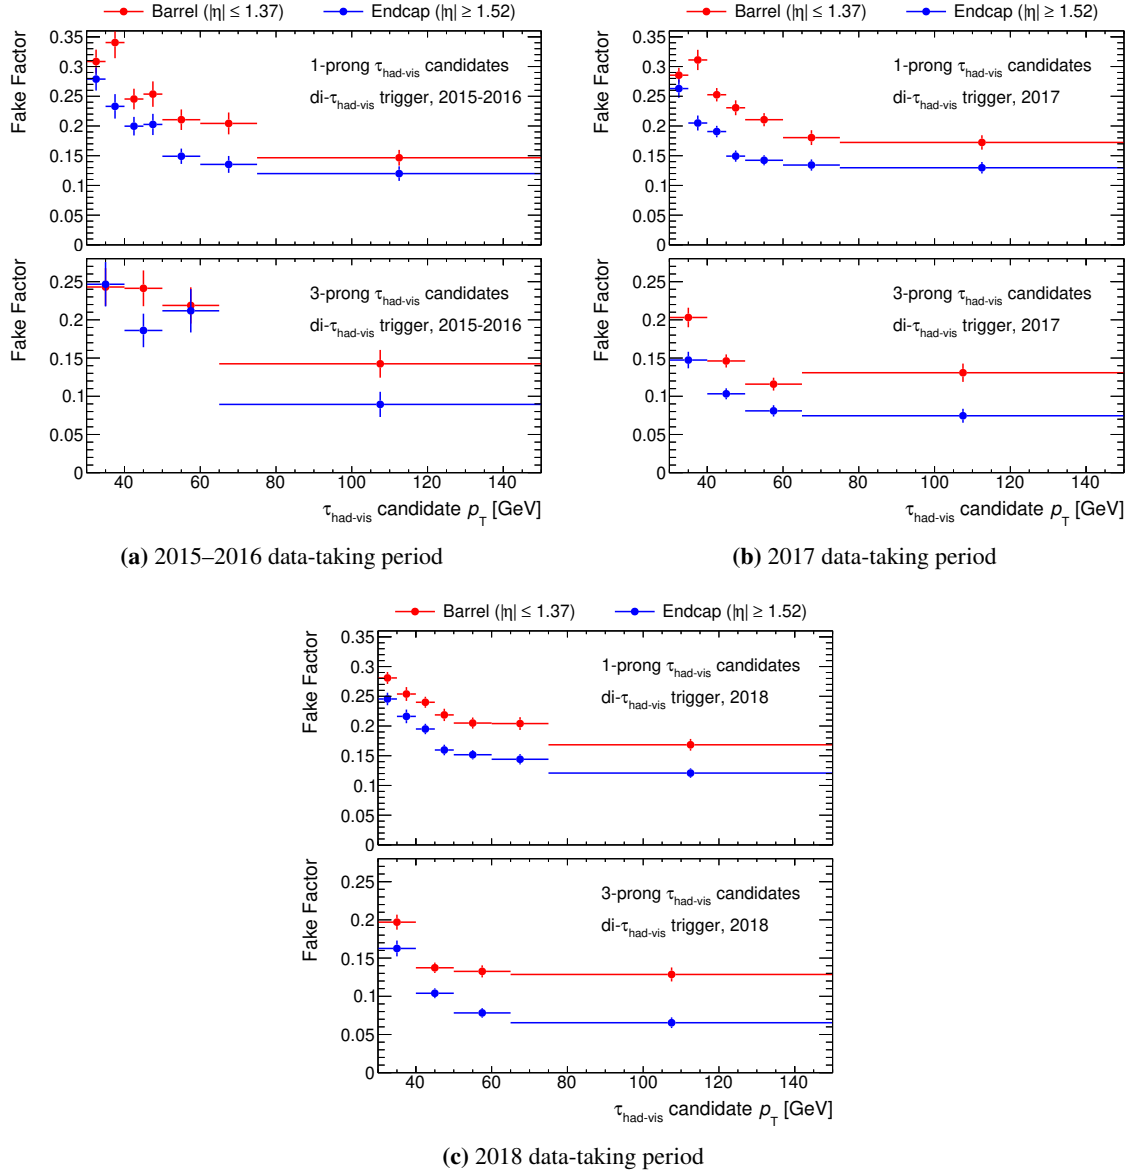 Barrel (|η| ≤ 1.37) Endcap (|η| ≥ 1.52)
Fake Factor
0.35
0.3
0.25
0.2
0.15
0.1
0.05
0
1-prong τhad-vis candidates
di-τhad-vis trigger, 2015-2016
Fake Factor
0.25
0.2
0.15
0.1
0.05
0
3-prong τhad-vis candidates
di-τhad-vis trigger, 2015-2016
40 60 80 100 120 140
τhad-vis candidate pT [GeV]
(a) 2015–2016 data-taking period
Barrel (|η| ≤ 1.37) Endcap (|η| ≥ 1.52)
Fake Factor
0.35
0.3
0.25
0.2
0.15
0.1
0.05
0
1-prong τhad-vis candidates
di-τhad-vis trigger, 2017
Fake Factor
0.25
0.2
0.15
0.1
0.05
0
3-prong τhad-vis candidates
di-τhad-vis trigger, 2017
40 60 80 100 120 140
τhad-vis candidate pT [GeV]
(b) 2017 data-taking period
Barrel (|η| ≤ 1.37) Endcap (|η| ≥ 1.52)
Fake Factor
0.35
0.3
0.25
0.2
0.15
0.1
0.05
0
1-prong τhad-vis candidates
di-τhad-vis trigger, 2018
Fake Factor
0.25
0.2
0.15
0.1
0.05
0
3-prong τhad-vis candidates
di-τhad-vis trigger, 2018
40 60 80 100 120 140
τhad-vis candidate pT [GeV]
(c) 2018 data-taking period